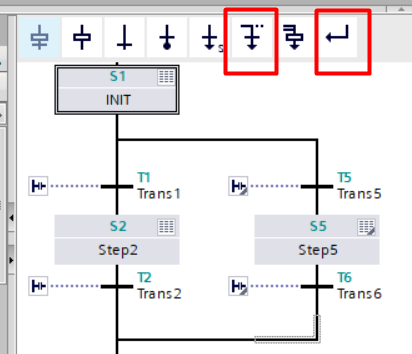 S
S1
INIT
T1
Trans1
T5
Trans5
S2
Step2
S5
Step5
T2
Trans2
T6
Trans6